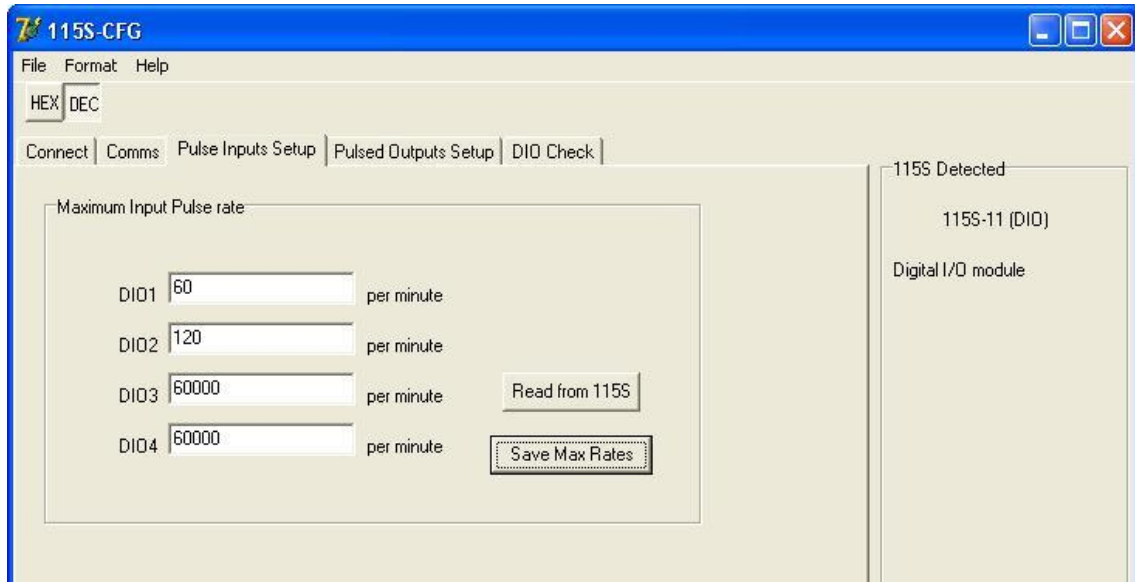 115S-CFG
File Format Help
HEX DEC
Connect Comms Pulse Inputs Setup Pulsed Outputs Setup DIO Check
Maximum Input Pulse rate
DIO1 60 per minute
DIO2 120 per minute
DIO3 60000 per minute
Read from 115S
DIO4 60000 per minute
Save Max Rates
115S Detected
115S-11 (DIO)
Digital I/O module